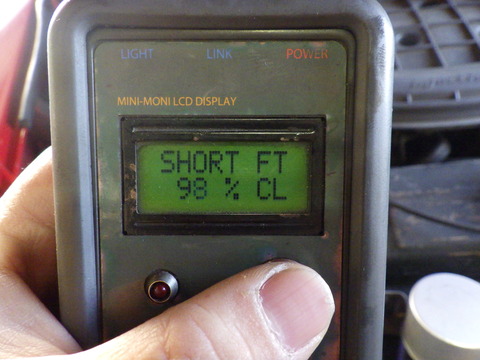 LIGHT LINK POWER
MINI-MONI LCD DISPLAY
SHORT FT
98 % CL